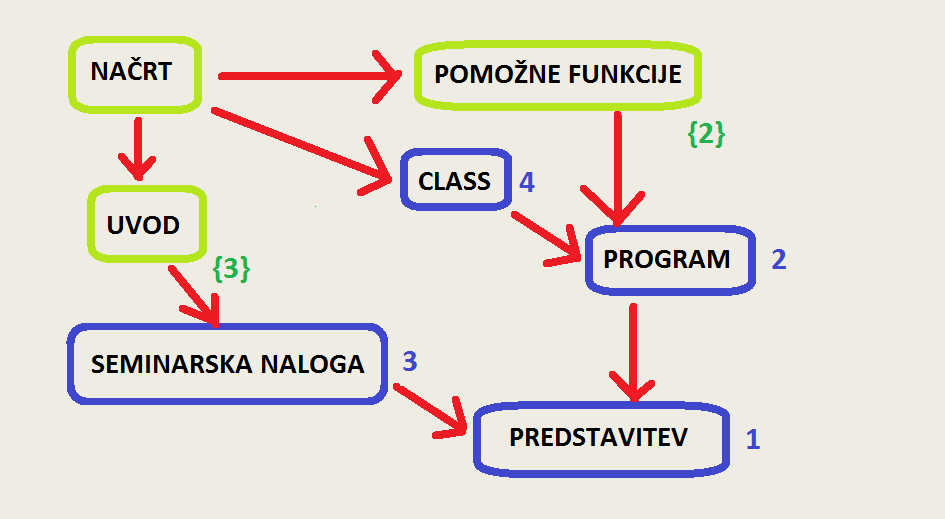 NAČRT
POMOŽNE FUNKCIJE
{2}
CLASS 4
UVOD
PROGRAM 2
{3}
SEMINARSKA NALOGA 3
PREDSTAVITEV 1